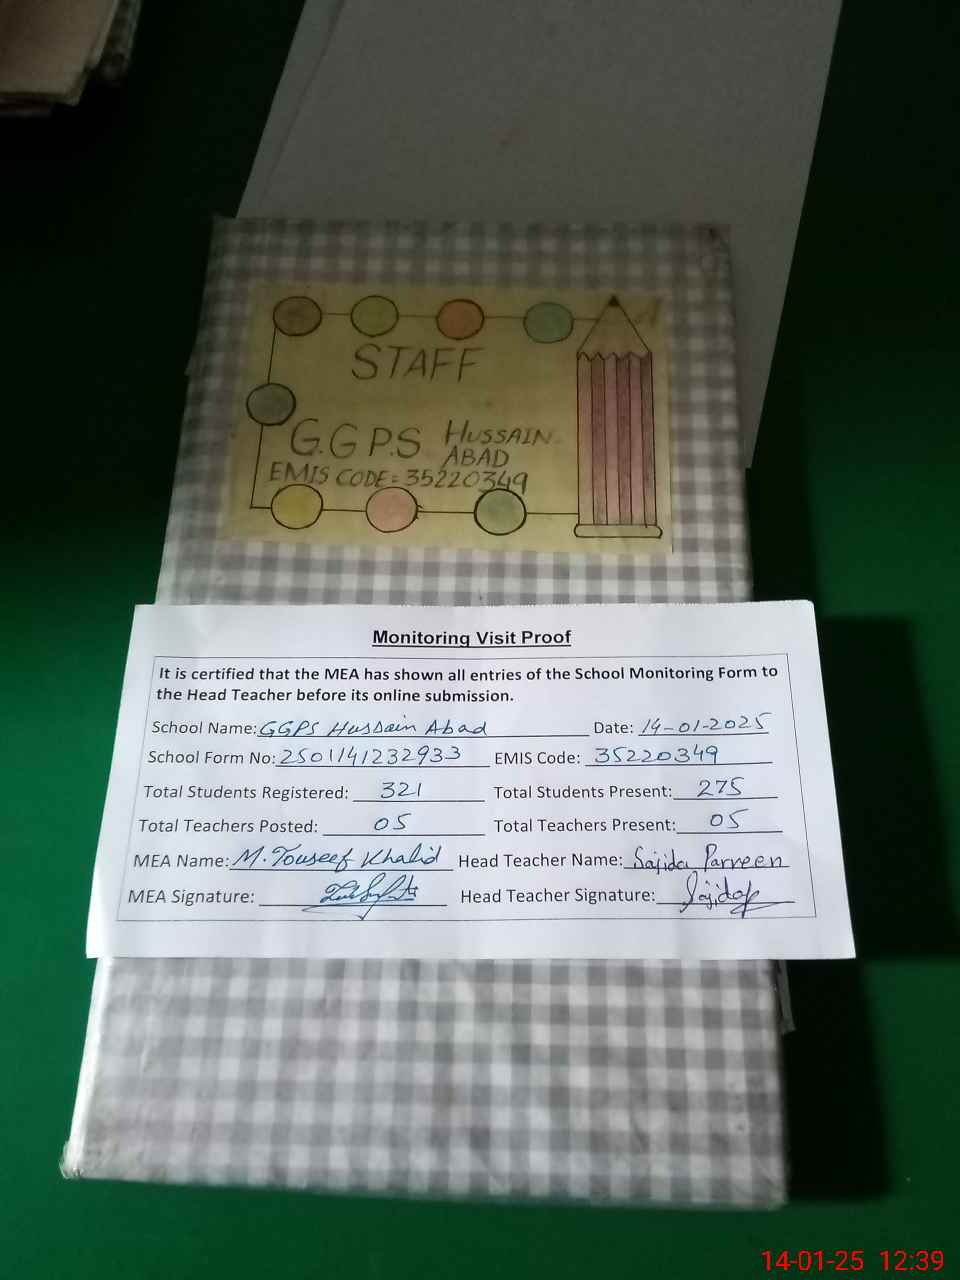 STAFF
G.G P.S HUSSAIN
ABAD
EMIS CODE = 35220349
Monitoring Visit Proof
It is certified that the MEA has shown all entries of the School Monitoring Form to
the Head Teacher before its online submission.
School Name: GGPS Hussain Abad Date: 14-01-2025
School Form No: 2501141232933 EMIS Code: 35220349
Total Students Registered: 321 Total Students Present: 275
Total Teachers Posted: 05 Total Teachers Present: 05
MEA Name: M. Touseef Khalid Head Teacher Name: Sajida Parveen
MEA Signature: Head Teacher Signature:
14-01-25 12:39